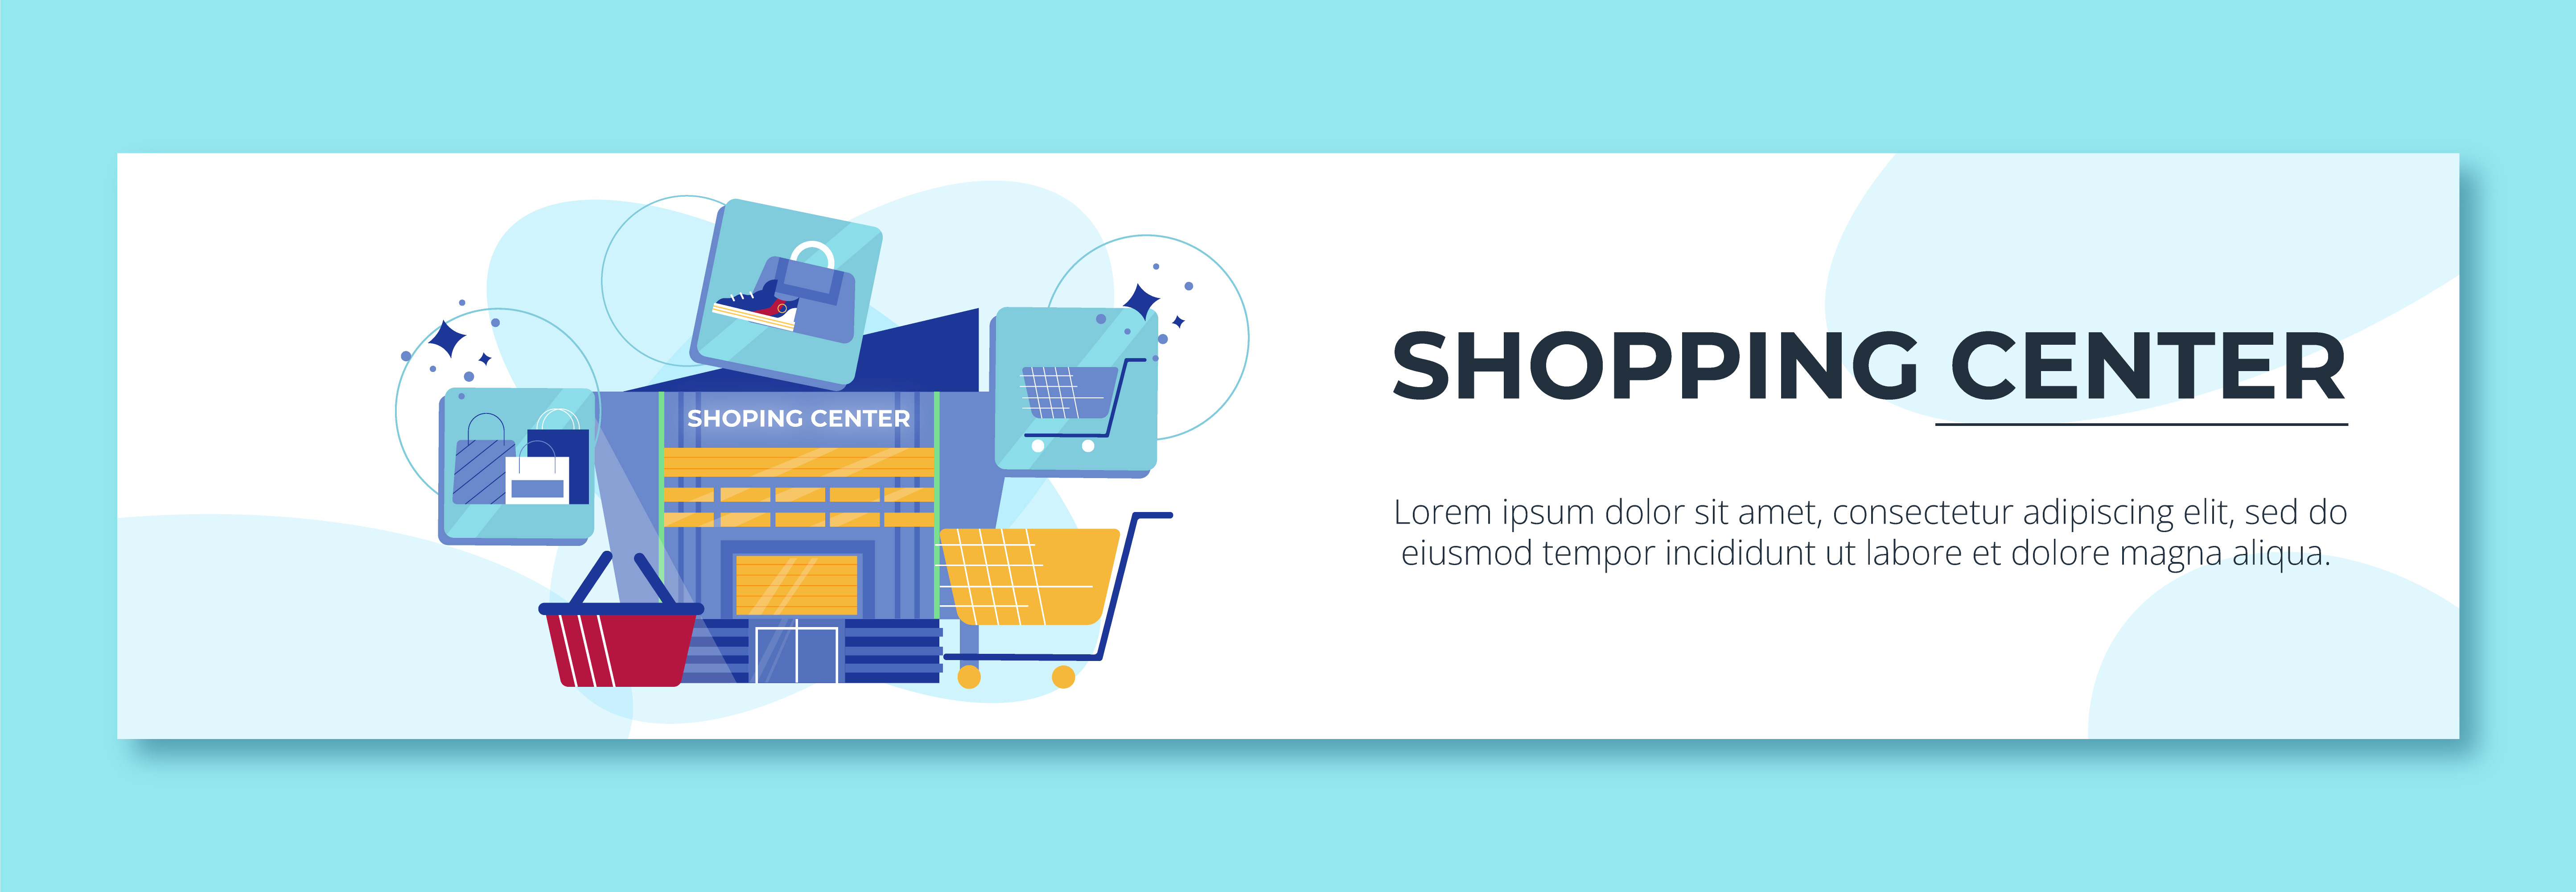 SHOPING CENTER
SHOPPING CENTER
Lorem ipsum dolor sit amet, consectetur adipiscing elit, sed do
eiusmod tempor incididunt ut labore et dolore magna aliqua.